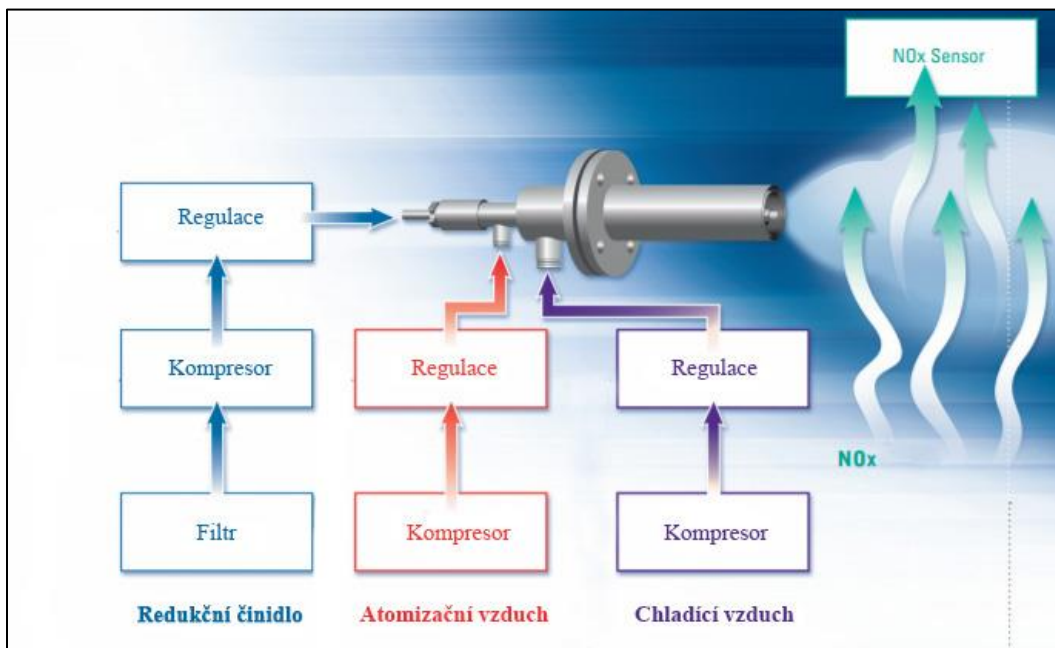 NOx Sensor
Regulace
Kompresor
Regulace
Regulace
NOx
Filtr
Kompresor
Kompresor
Redukční činidlo
Atomizační vzduch
Chladící vzduch